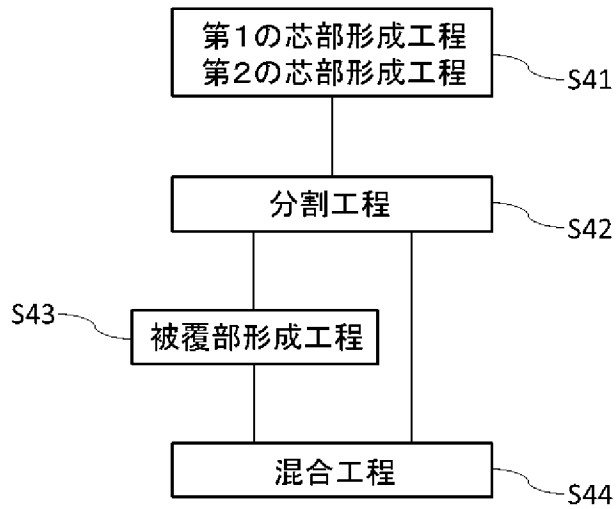 第1の芯部形成工程
第2の芯部形成工程
S41
分割工程
S42
S43
被覆部形成工程
混合工程
S44